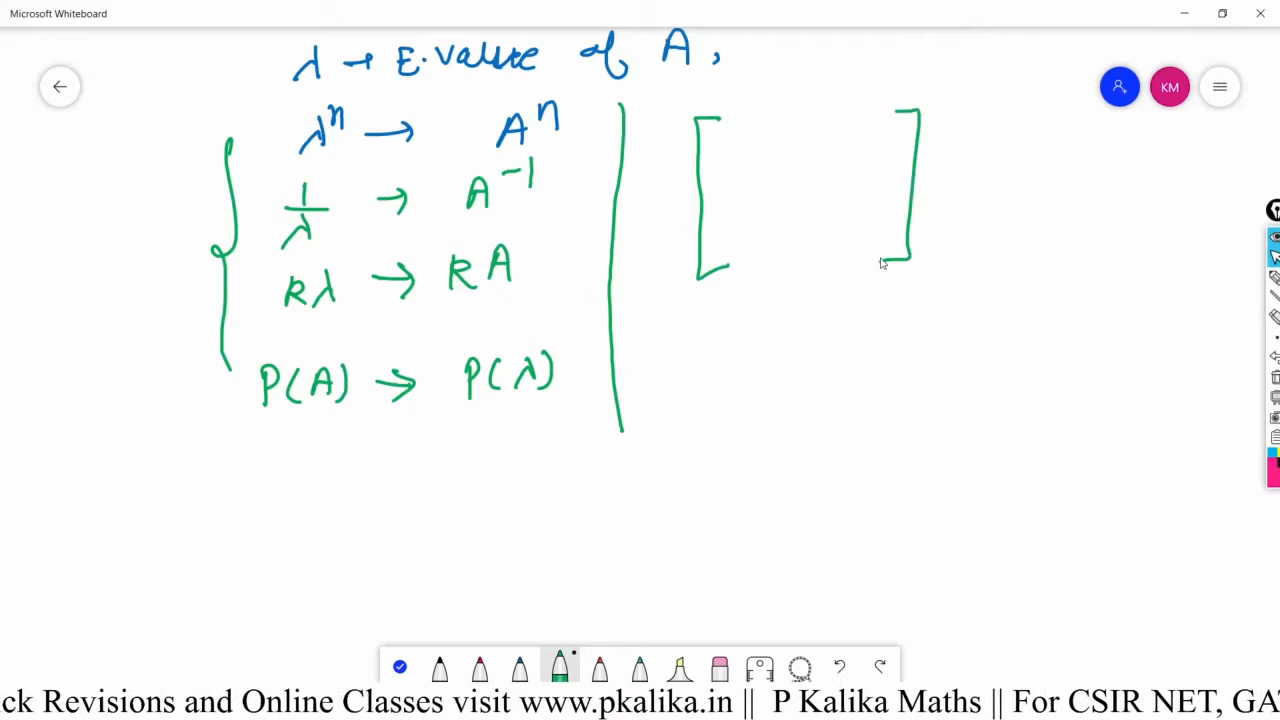 Microsoft Whiteboard
λ → E.value of A,
KM
λⁿ → Aⁿ
1/λ → A⁻¹
Kλ → KA
P(A) → P(λ)
ck Revisions and Online Classes visit www.pkalika.in || P Kalika Maths || For CSIR NET, GA